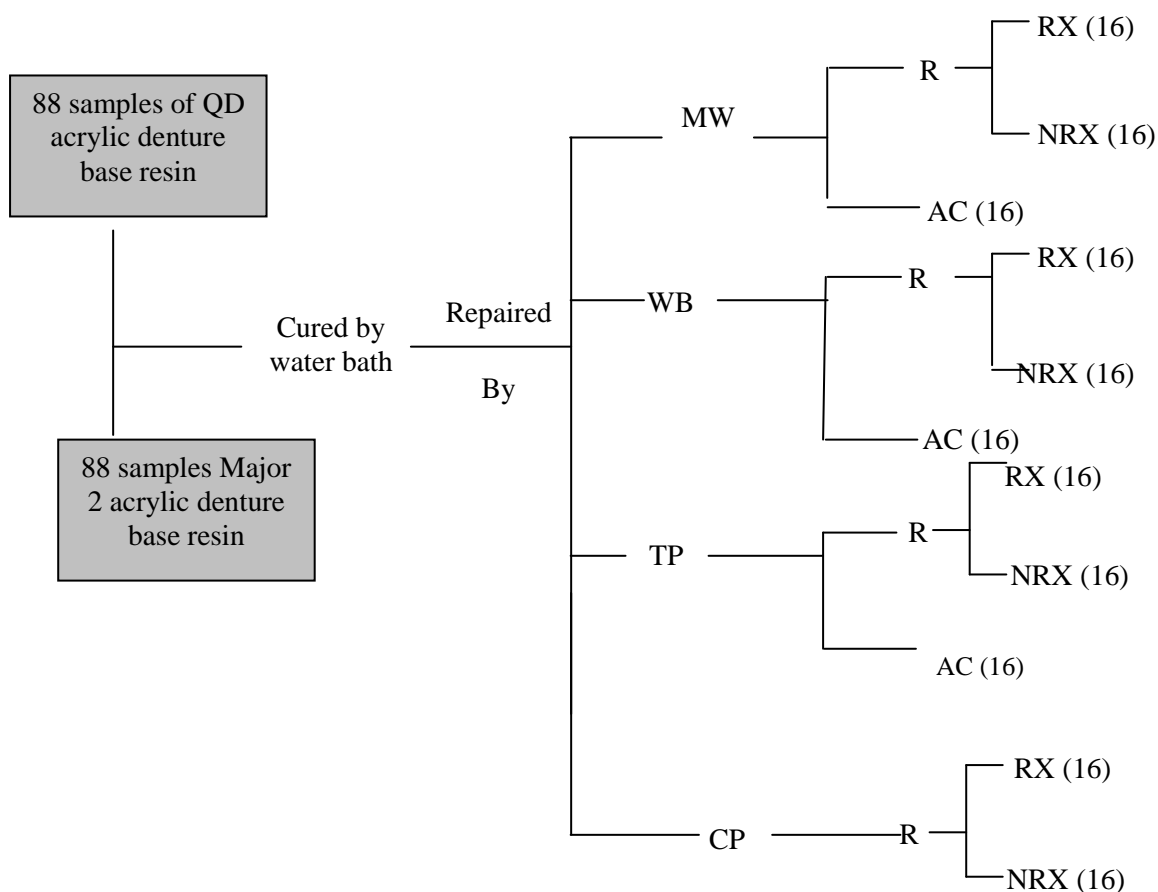 88 samples of QD
acrylic denture
base resin
88 samples Major
2 acrylic denture
base resin
Cured by
water bath
Repaired
By
MW
R
RX (16)
NRX (16)
AC (16)
WB
R
RX (16)
NRX (16)
AC (16)
TP
R
RX (16)
NRX (16)
AC (16)
CP
R
RX (16)
NRX (16)